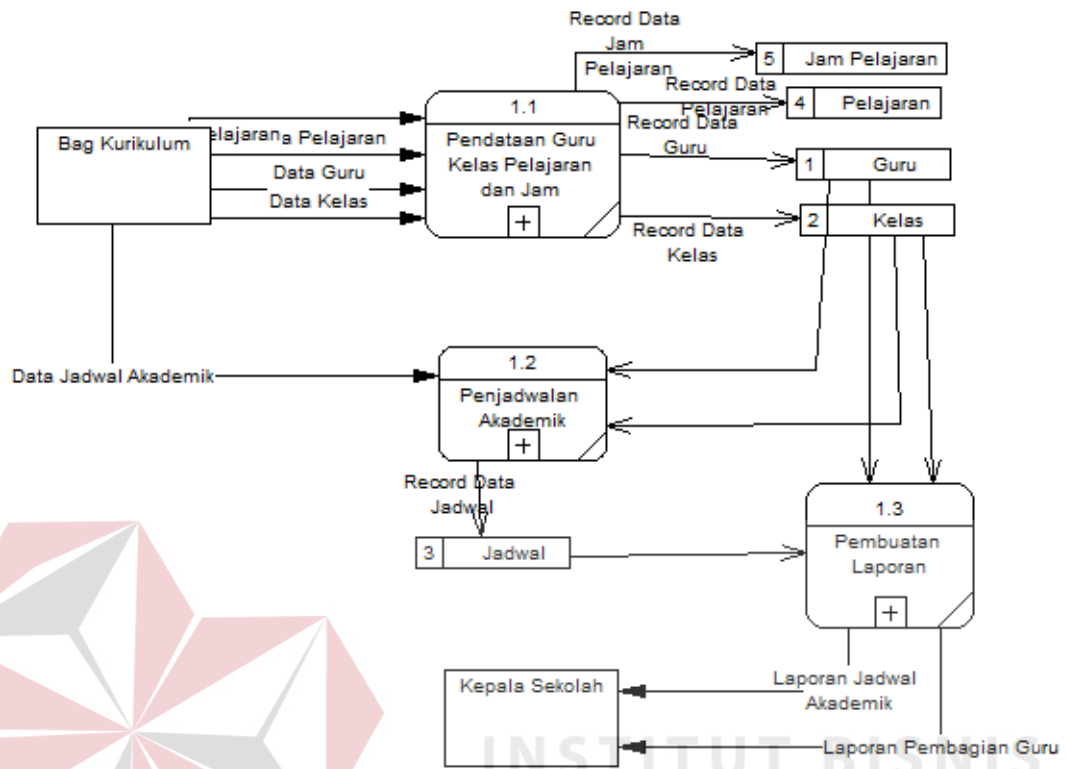 Record Data
Jam
Pelajaran
5 Jam Pelajaran
Record Data
Pelajaran
4 Pelajaran
1.1
Pendataan Guru
Kelas Pelajaran
dan Jam
Bag Kurikulum
elajaran
a Pelajaran
Data Guru
Data Kelas
Record Data
Guru
1 Guru
2 Kelas
Record Data
Kelas
Data Jadwal Akademik
1.2
Penjadwalan
Akademik
Record Data
Jadwal
3 Jadwal
1.3
Pembuatan
Laporan
Kepala Sekolah
Laporan Jadwal
Akademik
Laporan Pembagian Guru
INSTITUT BISNIS